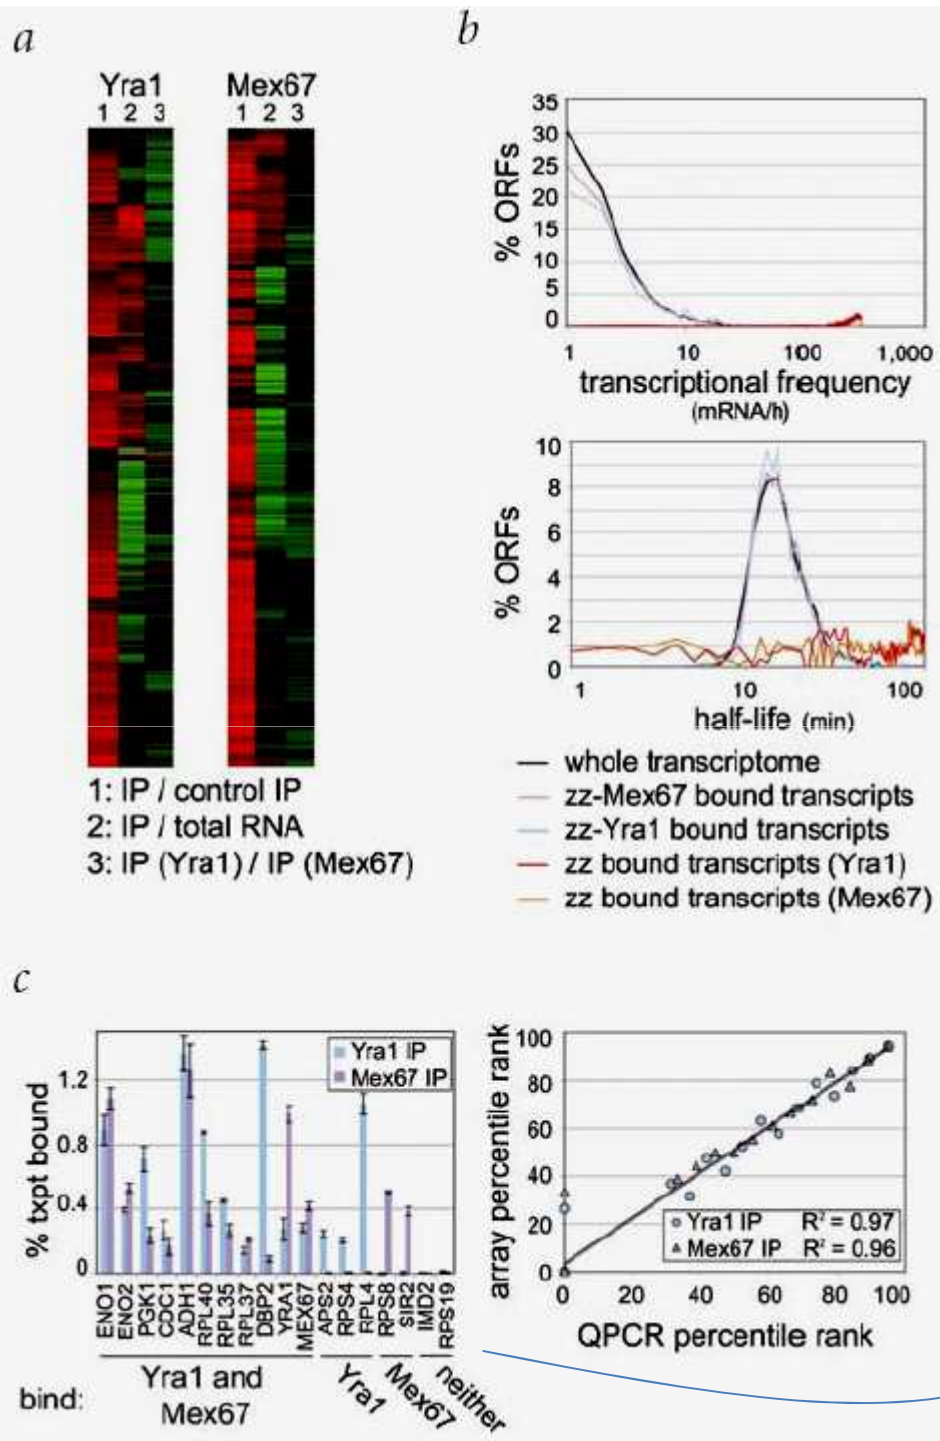 a
Yra1 Mex67
1 2 3 1 2 3
1: IP / control IP
2: IP / total RNA
3: IP (Yra1) / IP (Mex67)
b
% ORFs
35
30
25
20
15
10
5
0
1 10 100 1,000
transcriptional frequency
(mRNA/h)
% ORFs
10
8
6
4
2
0
1 10 100
half-life (min)
whole transcriptome
zz-Mex67 bound transcripts
zz-Yra1 bound transcripts
zz bound transcripts (Yra1)
zz bound transcripts (Mex67)
c
% txpt bound
1.2
0.8
0.4
0
Yra1 IP
Mex67 IP
ENO1
ENO2
PGK1
CDC1
ADH1
RPL40
RPL35
RPL37
DBP2
YRA1
MEX67
APS2
RPS4
RPL4
RPS8
SIR2
IMD2
RPS19
bind:
Yra1 and
Mex67
Yra1
Mex67
neither
array percentile rank
100
80
60
40
20
0
Yra1 IP R² = 0.97
Mex67 IP R² = 0.96
0 20 40 60 80 100
QPCR percentile rank